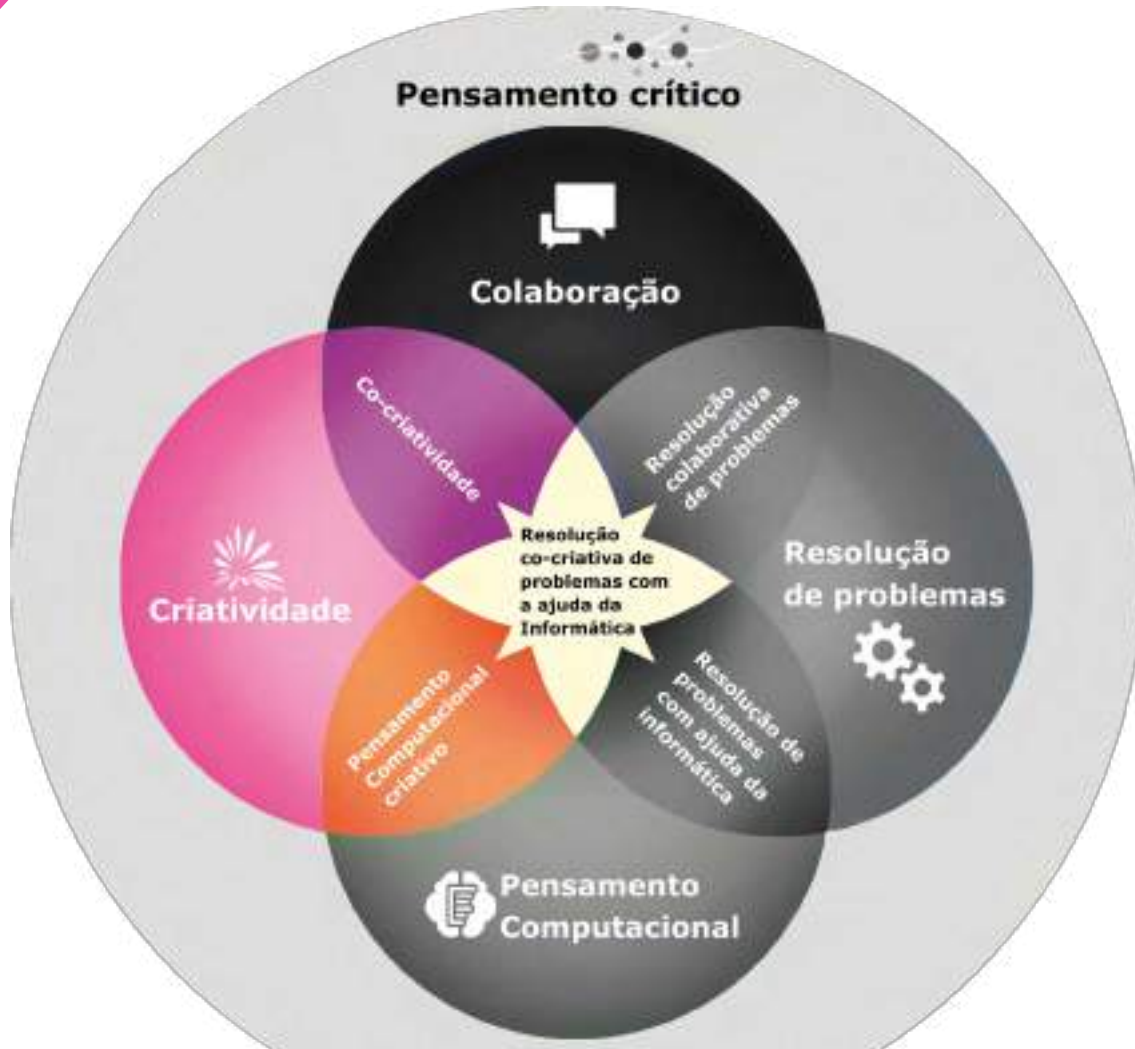 Pensamento crítico
Colaboração
Co-criatividade
Resolução
colaborativa
de problemas
Criatividade
Resolução
co-criativa de
problemas com
a ajuda da
Informática
Resolução
de problemas
Pensamento
Computacional
criativo
Resolução de
problemas
com ajuda da
informática
Pensamento
Computacional